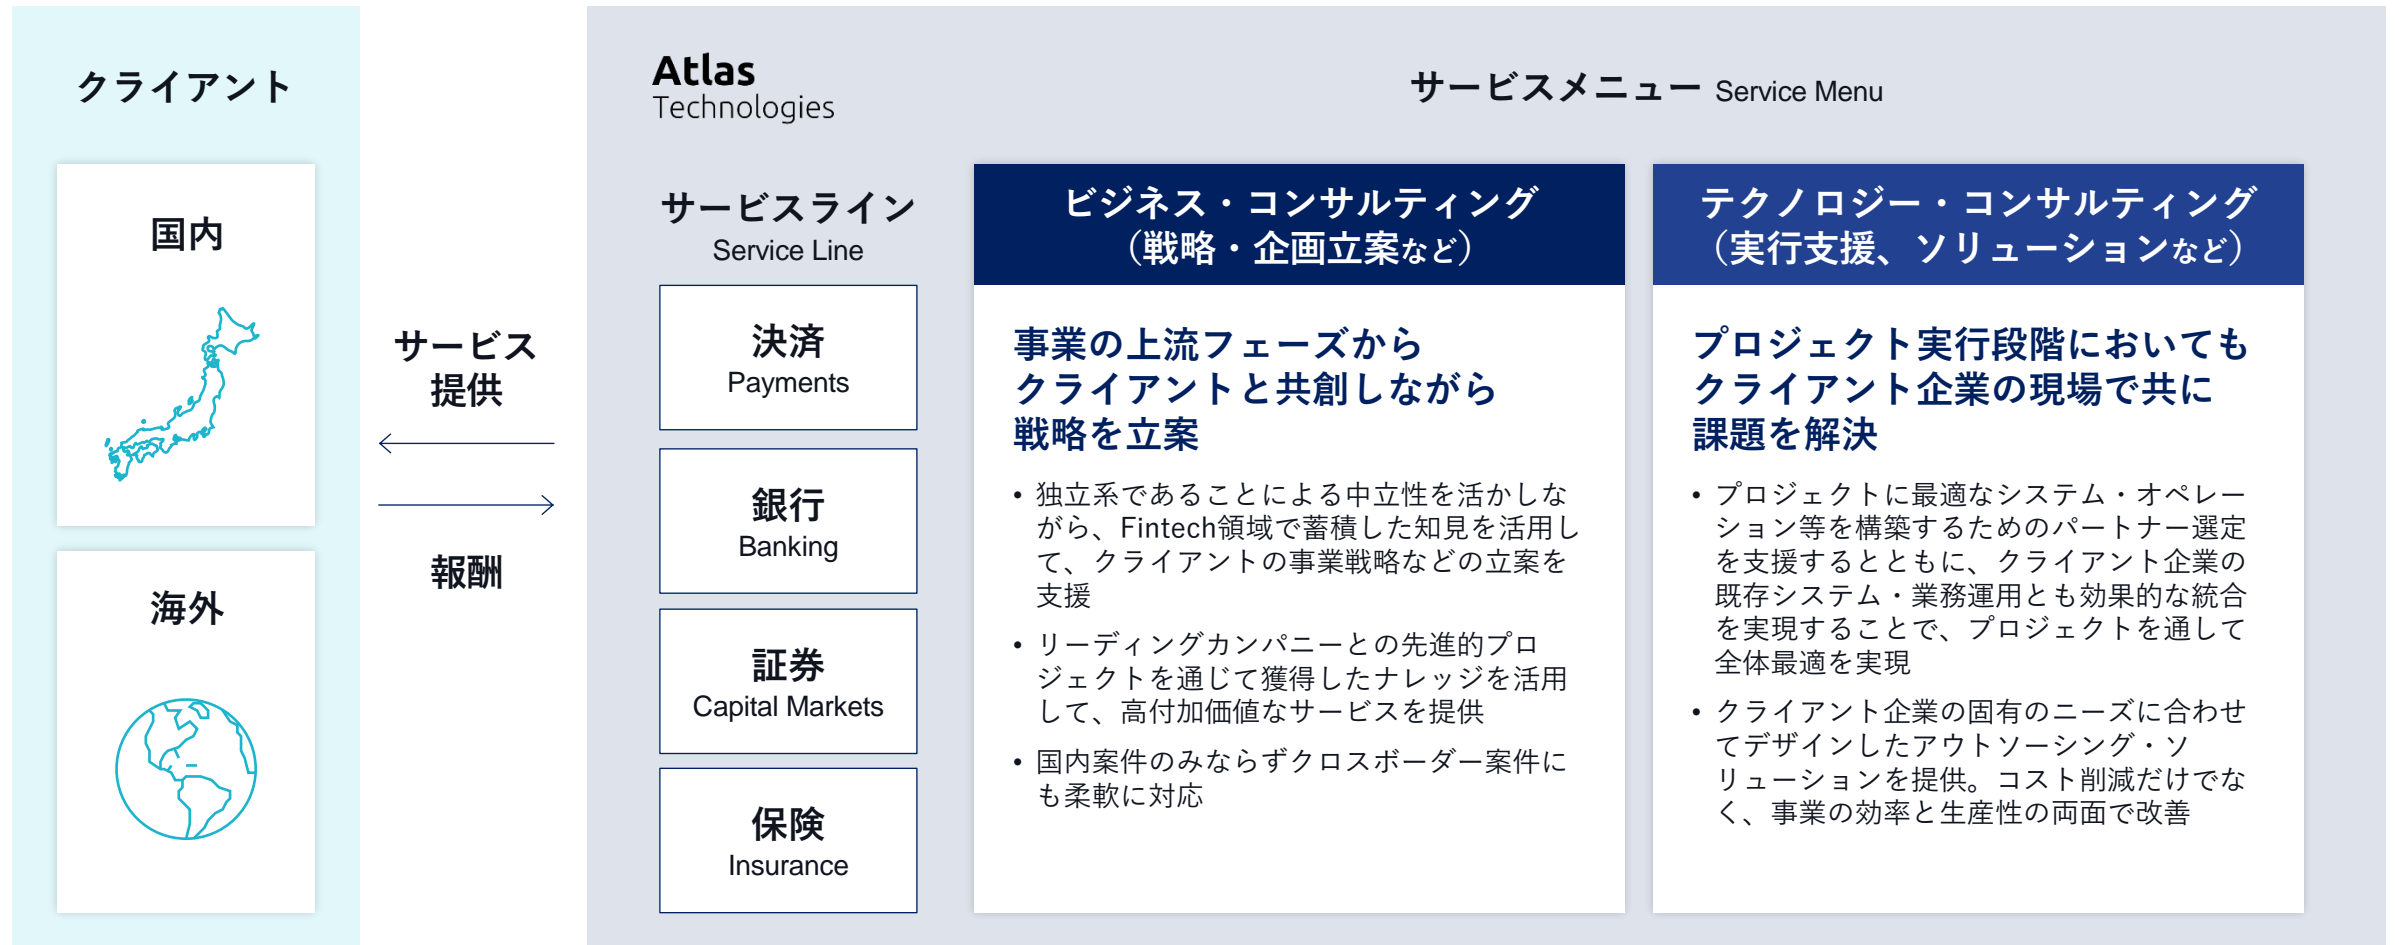 クライアント
国内
海外
サービス
提供
報酬
Atlas
Technologies
サービスメニュー Service Menu
サービスライン
Service Line
決済
Payments
銀行
Banking
証券
Capital Markets
保険
Insurance
ビジネス・コンサルティング
（戦略・企画立案など）
事業の上流フェーズから
クライアントと共創しながら
戦略を立案
• 独立系であることによる中立性を活かしな
がら、Fintech領域で蓄積した知見を活用し
て、クライアントの事業戦略などの立案を
支援
• リーディングカンパニーとの先進的プロ
ジェクトを通じて獲得したナレッジを活用
して、高付加価値なサービスを提供
• 国内案件のみならずクロスボーダー案件に
も柔軟に対応
テクノロジー・コンサルティング
（実行支援、ソリューションなど）
プロジェクト実行段階においても
クライアント企業の現場で共に
課題を解決
• プロジェクトに最適なシステム・オペレー
ション等を構築するためのパートナー選定
を支援するとともに、クライアント企業の
既存システム・業務運用とも効果的な統合
を実現することで、プロジェクトを通して
全体最適を実現
• クライアント企業の固有のニーズに合わせ
てデザインしたアウトソーシング・ソ
リューションを提供。コスト削減だけでな
く、事業の効率と生産性の両面で改善